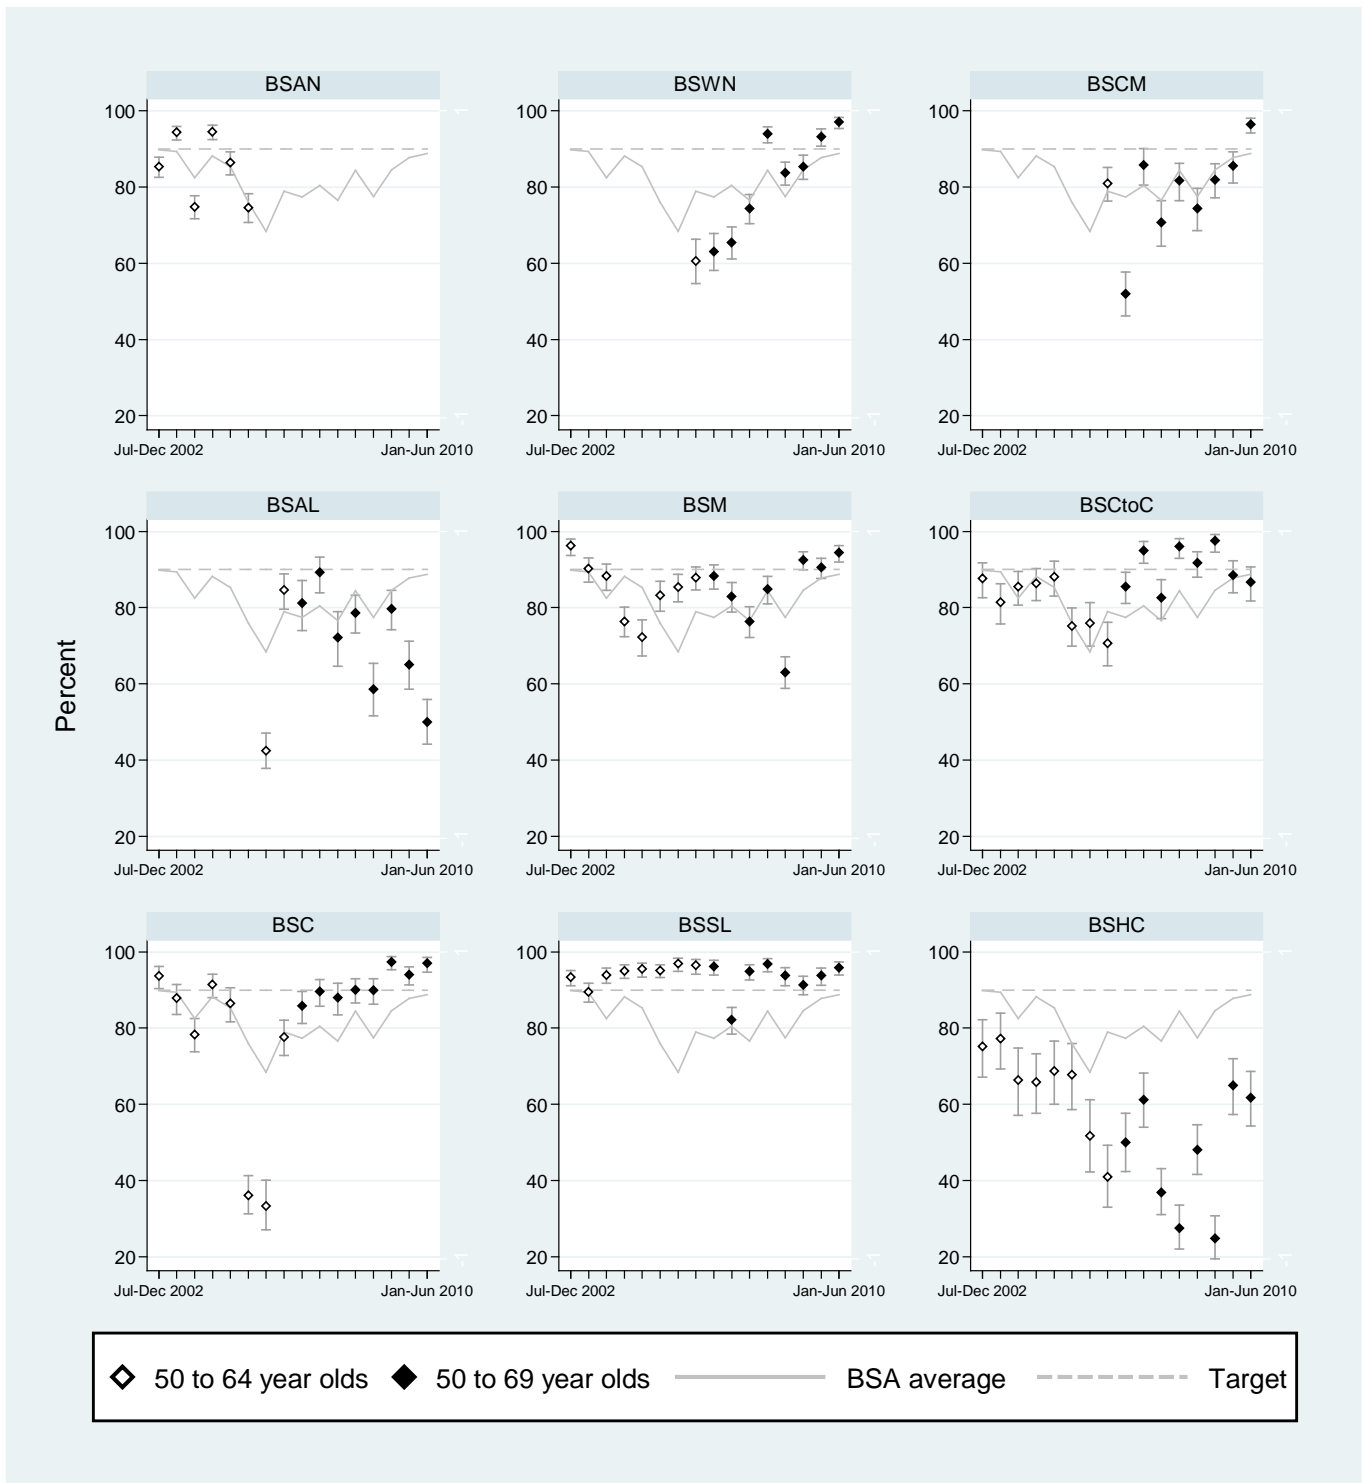 BSAN BSWN BSCM
100 100 100
80 80 80
60 60 60
40 40 40
20 20 20
Jul-Dec 2002 Jan-Jun 2010 Jul-Dec 2002 Jan-Jun 2010 Jul-Dec 2002 Jan-Jun 2010
BSAL BSM BSCtoC
100 100 100
80 80 80
60 60 60
Percent
40 40 40
20 20 20
Jul-Dec 2002 Jan-Jun 2010 Jul-Dec 2002 Jan-Jun 2010 Jul-Dec 2002 Jan-Jun 2010
BSC BSSL BSHC
100 100 100
80 80 80
60 60 60
40 40 40
20 20 20
Jul-Dec 2002 Jan-Jun 2010 Jul-Dec 2002 Jan-Jun 2010 Jul-Dec 2002 Jan-Jun 2010
50 to 64 year olds 50 to 69 year olds BSA average Target